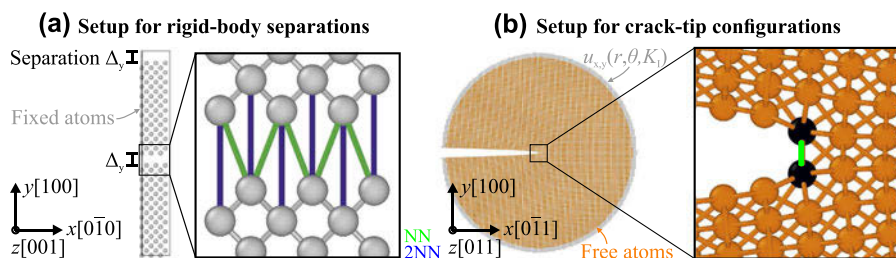 (a) Setup for rigid-body separations
Separation Δy
Fixed atoms
Δy
y[100]
x[01̄0]
z[001]
NN
2NN
(b) Setup for crack-tip configurations
ux,y(r,θ,KI)
y[100]
x[01̄1]
z[011]
Free atoms